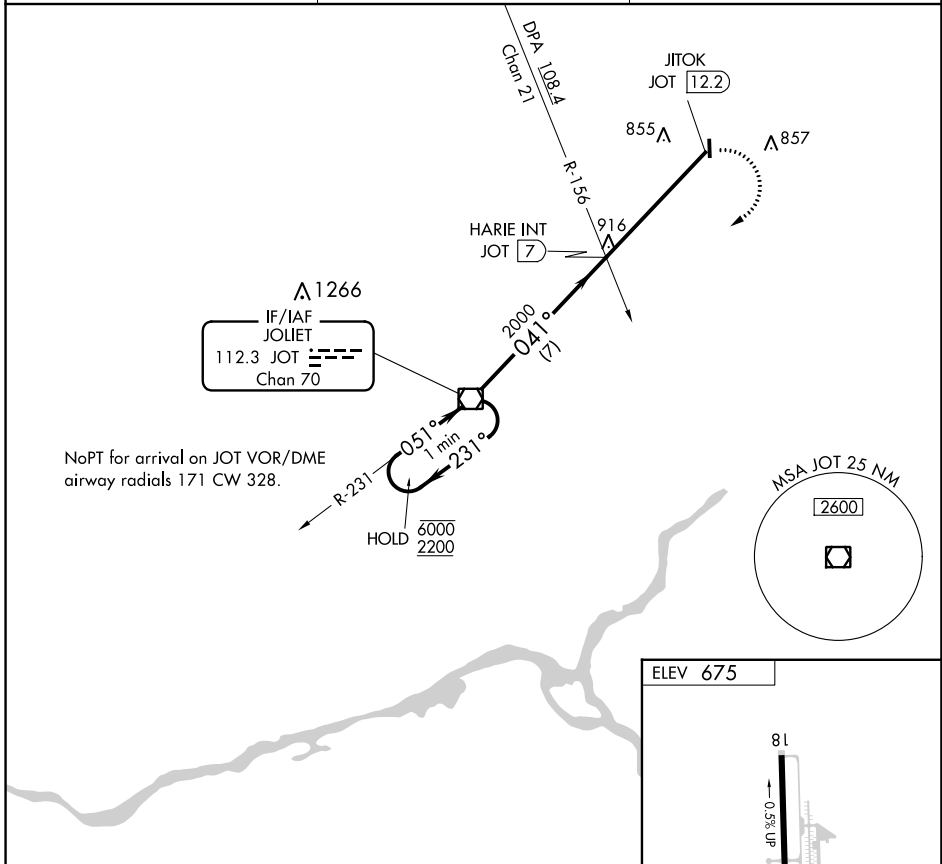 DPA 108.4
Chan 21
R-156
JITOK
JOT 12.2
855
857
HARIE INT
JOT 7
916
1266
IF/IAF
JOLIET
112.3 JOT
Chan 70
2000
041°
(7)
051°
1 min
231°
R-231
NoPT for arrival on JOT VOR/DME
airway radials 171 CW 328.
HOLD 6000
2200
MSA JOT 25 NM
2600
ELEV 675
18
0.5% UP